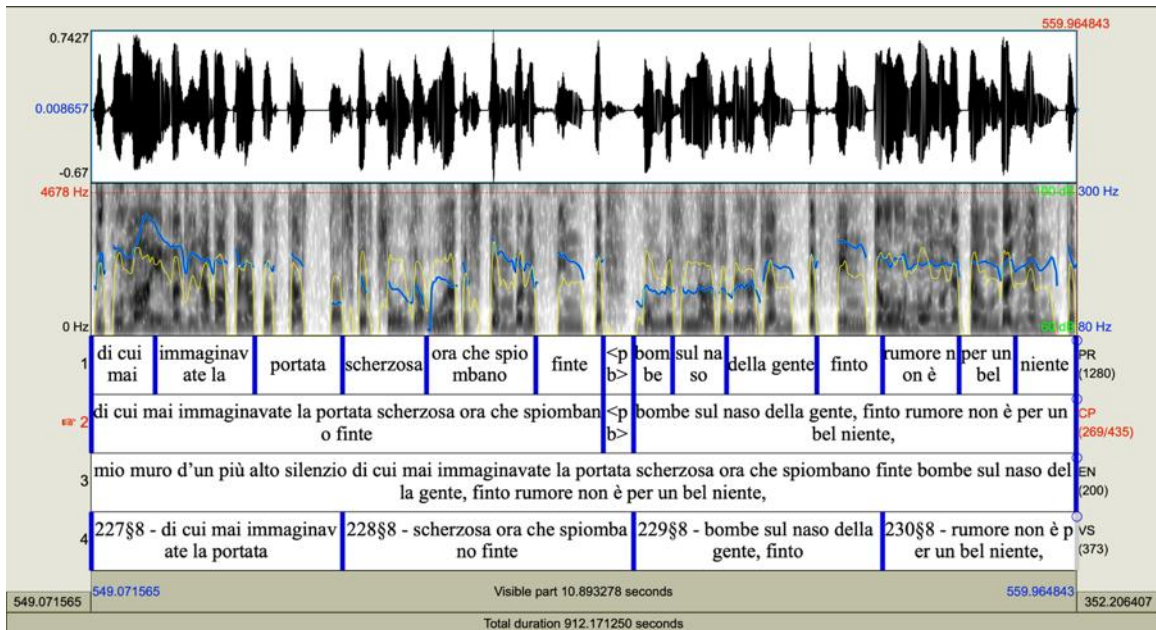 559.964843
0.7427
0.008657
-0.67
4678 Hz
100 dB
300 Hz
0 Hz
50 dB
80 Hz
1
di cui
mai
immaginav
ate la
portata
scherzosa
ora che spio
mbano
finte
<p
b>
bom
be
sul na
so
della gente
finto
rumore n
on è
per un
bel
niente
PR
(1280)
2
di cui mai immaginavate la portata scherzosa ora che spiomban
o finte
<p
b>
bombe sul naso della gente, finto rumore non è per un
bel niente,
CP
(269/435)
3
mio muro d’un più alto silenzio di cui mai immaginavate la portata scherzosa ora che spiombano finte bombe sul naso del
la gente, finto rumore non è per un bel niente,
EN
(200)
4
227§8 - di cui mai immaginav
ate la portata
228§8 - scherzosa ora che spiomba
no finte
229§8 - bombe sul naso della
gente, finto
230§8 - rumore non è p
er un bel niente,
VS
(373)
549.071565
549.071565
Visible part 10.893278 seconds
559.964843
352.206407
Total duration 912.171250 seconds